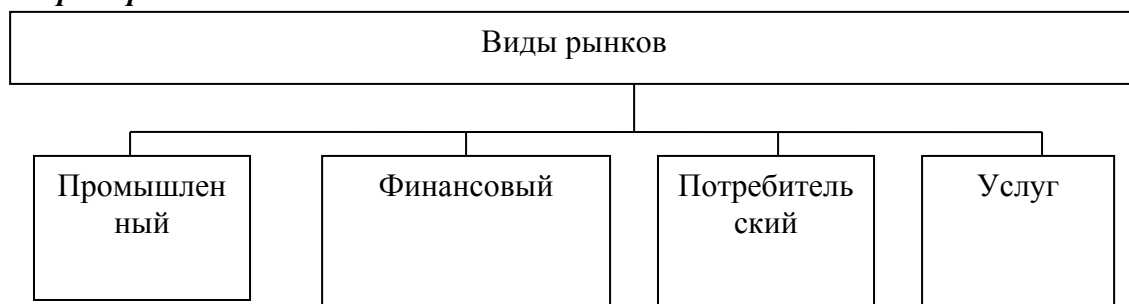 Виды рынков
Промышлен
ный
Финансовый
Потребитель
ский
Услуг